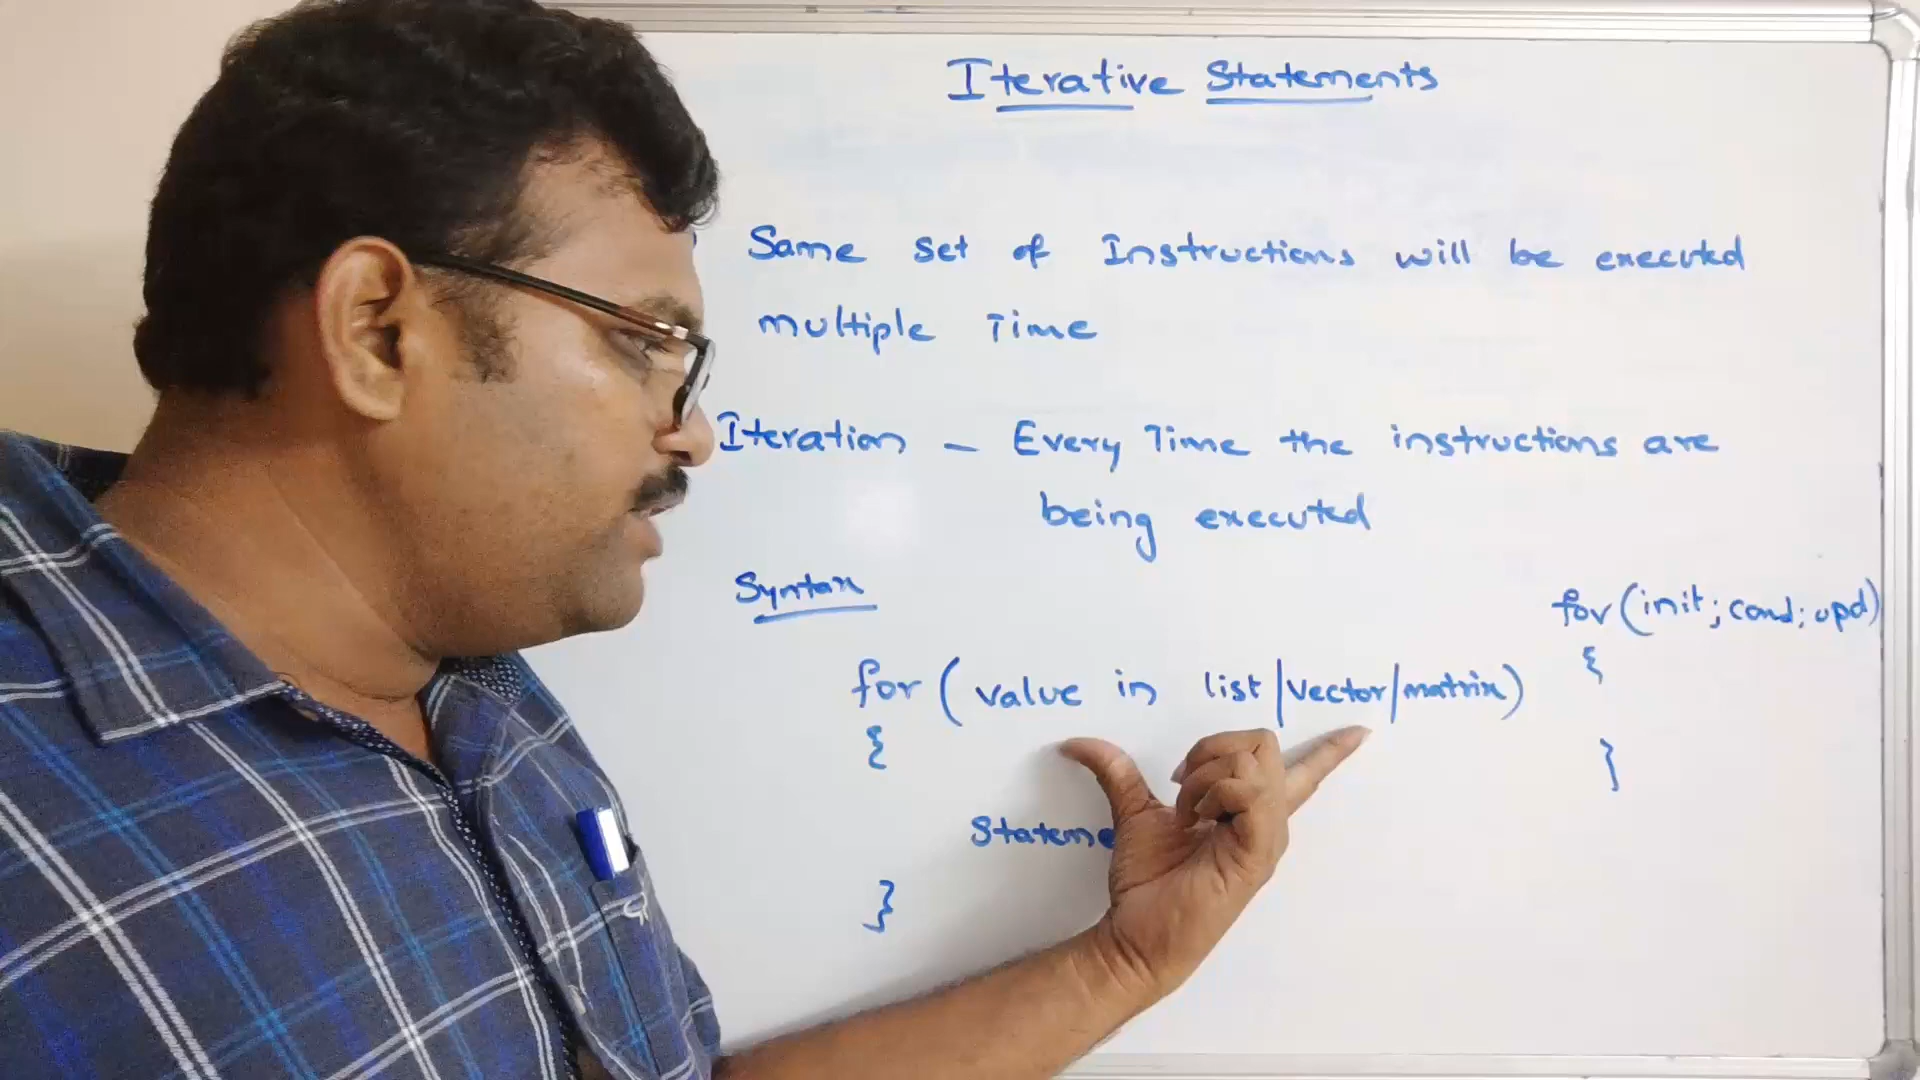 Iterative Statements
Same set of Instructions will be executed
multiple Time
Iteration - Every Time the instructions are
being executed
Syntax
for (init; cond; upd)
{
}
for ( value in list/vector/matrix)
{
Stateme
}